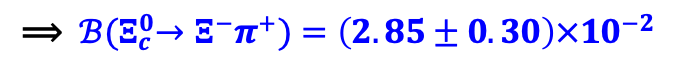 ⟹ ℬ(Ξc⁰→ Ξ⁻π⁺) = (2.85 ± 0.30)×10⁻²